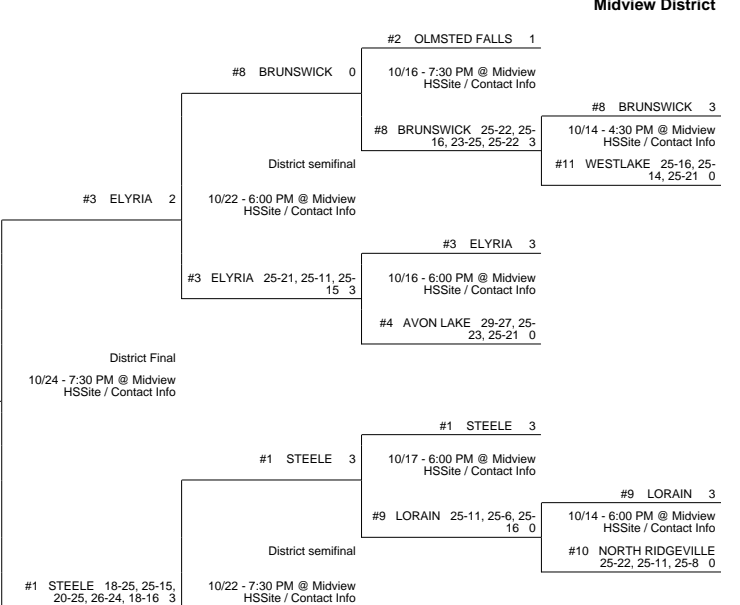 Midview District
#2 OLMSTED FALLS 1
#8 BRUNSWICK 0
10/16 - 7:30 PM @ Midview
HSSite / Contact Info
#8 BRUNSWICK 3
#8 BRUNSWICK 25-22, 25-
16, 23-25, 25-22 3
10/14 - 4:30 PM @ Midview
HSSite / Contact Info
District semifinal
#11 WESTLAKE 25-16, 25-
14, 25-21 0
#3 ELYRIA 2
10/22 - 6:00 PM @ Midview
HSSite / Contact Info
#3 ELYRIA 3
#3 ELYRIA 25-21, 25-11, 25-
15 3
10/16 - 6:00 PM @ Midview
HSSite / Contact Info
#4 AVON LAKE 29-27, 25-
23, 25-21 0
District Final
10/24 - 7:30 PM @ Midview
HSSite / Contact Info
#1 STEELE 3
#1 STEELE 3
10/17 - 6:00 PM @ Midview
HSSite / Contact Info
#9 LORAIN 3
#9 LORAIN 25-11, 25-6, 25-
16 0
10/14 - 6:00 PM @ Midview
HSSite / Contact Info
District semifinal
#10 NORTH RIDGEVILLE
25-22, 25-11, 25-8 0
#1 STEELE 18-25, 25-15,
20-25, 26-24, 18-16 3
10/22 - 7:30 PM @ Midview
HSSite / Contact Info